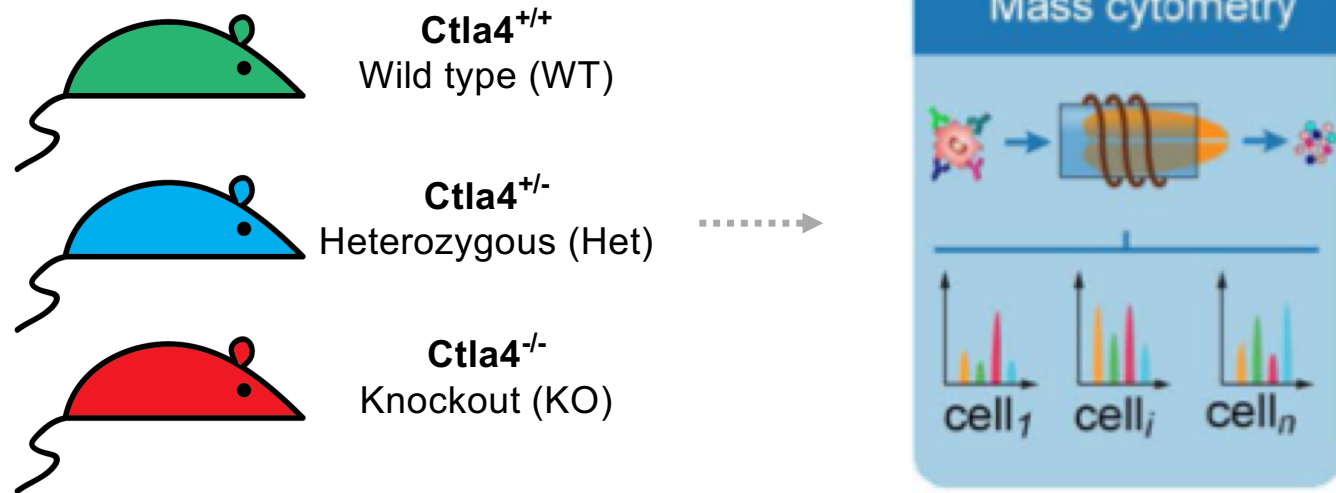 Ctla4+/+
Wild type (WT)
Ctla4+/-
Heterozygous (Het)
Ctla4-/-
Knockout (KO)
Mass cytometry
cell1 celli celln